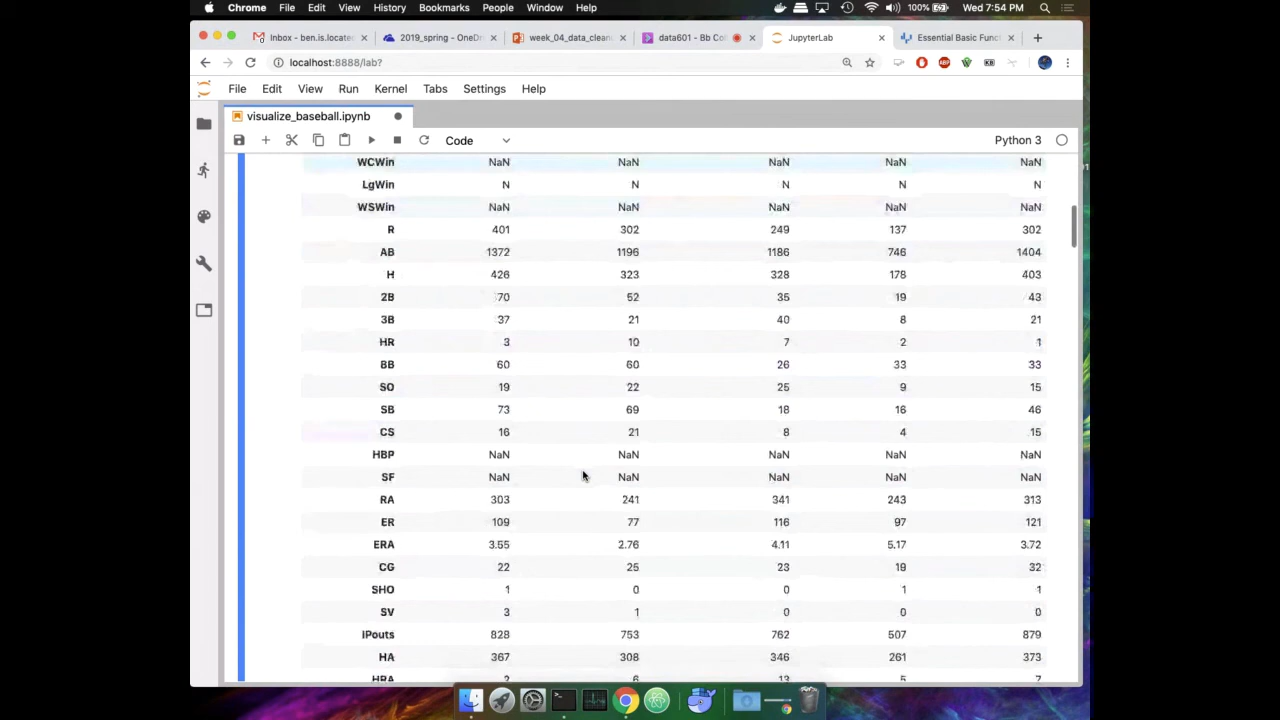 Chrome File Edit View History Bookmarks People Window Help 100% Wed 7:54 PM
Inbox - ben.is.locate 2019_spring - OneDr week_04_data_clean data601 - Bb Col JupyterLab Essential Basic Func
localhost:8888/lab?
File Edit View Run Kernel Tabs Settings Help
visualize_baseball.ipynb
Code Python 3
WCWin NaN NaN NaN NaN NaN
LgWin N N N N N
WSWin NaN NaN NaN NaN NaN
R 401 302 249 137 302
AB 1372 1196 1186 746 1404
H 426 323 328 178 403
2B 70 52 35 19 43
3B 37 21 40 8 21
HR 3 10 7 2 1
BB 60 60 26 33 33
SO 19 22 25 9 15
SB 73 69 18 16 46
CS 16 21 8 4 15
HBP NaN NaN NaN NaN NaN
SF NaN NaN NaN NaN NaN
RA 303 241 341 243 313
ER 109 77 116 97 121
ERA 3.55 2.76 4.11 5.17 3.72
CG 22 25 23 19 32
SHO 1 0 0 1 1
SV 3 1 0 0 0
IPouts 828 753 762 507 879
HA 367 308 346 261 373
HRA 2 6 13 5 7